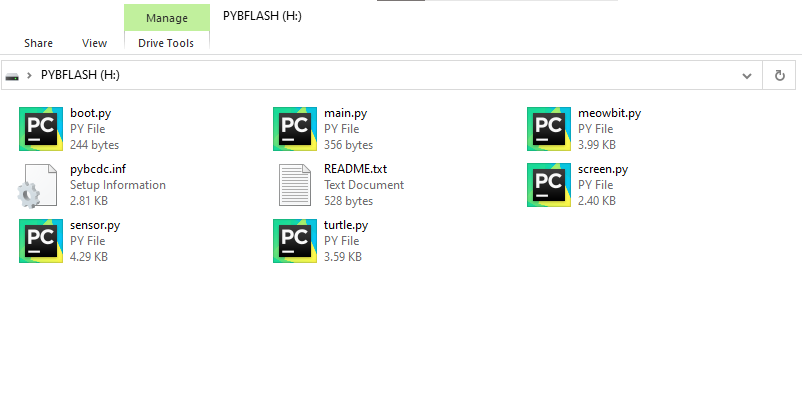 Manage
PYBFLASH (H:)
Share
View
Drive Tools
PYBFLASH (H:)
PC
boot.py
PY File
244 bytes
PC
main.py
PY File
356 bytes
PC
meowbit.py
PY File
3.99 KB
pybcdc.inf
Setup Information
2.81 KB
README.txt
Text Document
528 bytes
PC
screen.py
PY File
2.40 KB
PC
sensor.py
PY File
4.29 KB
PC
turtle.py
PY File
3.59 KB